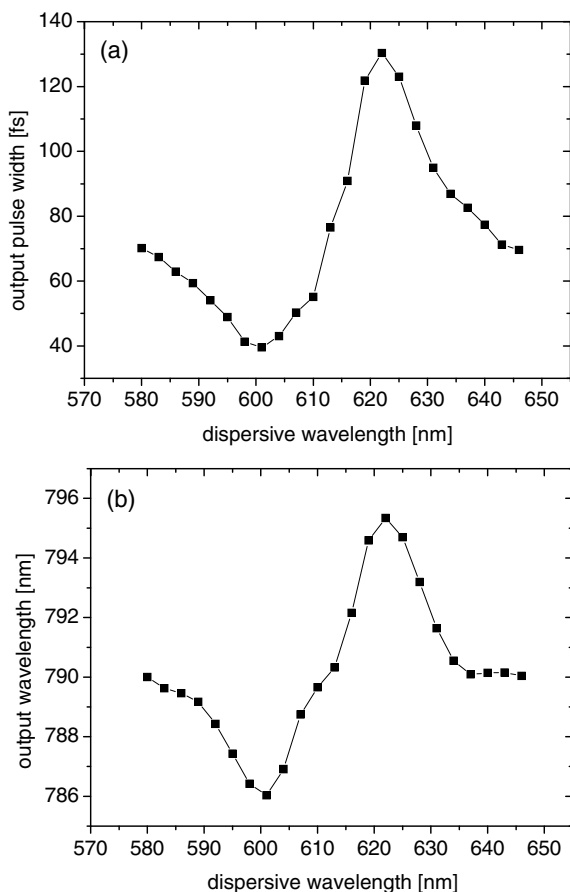 (a)
output pulse width [fs]
140
120
100
80
60
40
570 580 590 600 610 620 630 640 650
dispersive wavelength [nm]
(b)
output wavelength [nm]
796
794
792
790
788
786
570 580 590 600 610 620 630 640 650
dispersive wavelength [nm]